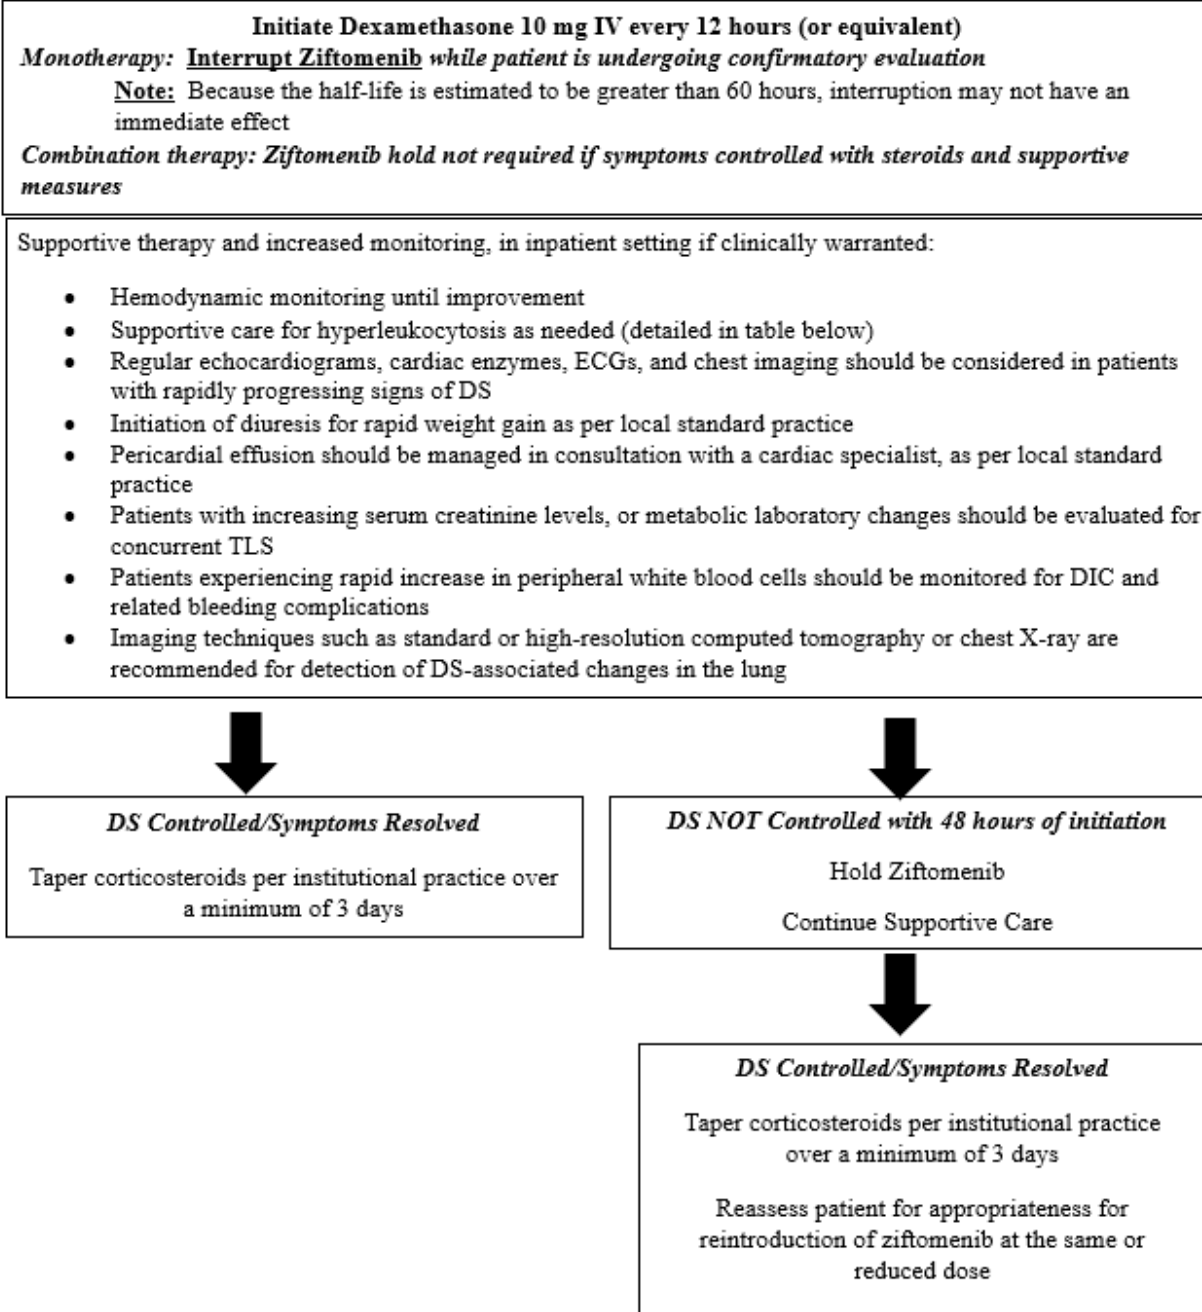 Initiate Dexamethasone 10 mg IV every 12 hours (or equivalent)
Monotherapy: Interrupt Ziftomenib while patient is undergoing confirmatory evaluation
Note: Because the half-life is estimated to be greater than 60 hours, interruption may not have an
immediate effect
Combination therapy: Ziftomenib hold not required if symptoms controlled with steroids and supportive
measures
Supportive therapy and increased monitoring, in inpatient setting if clinically warranted:
• Hemodynamic monitoring until improvement
• Supportive care for hyperleukocytosis as needed (detailed in table below)
• Regular echocardiograms, cardiac enzymes, ECGs, and chest imaging should be considered in patients
with rapidly progressing signs of DS
• Initiation of diuresis for rapid weight gain as per local standard practice
• Pericardial effusion should be managed in consultation with a cardiac specialist, as per local standard
practice
• Patients with increasing serum creatinine levels, or metabolic laboratory changes should be evaluated for
concurrent TLS
• Patients experiencing rapid increase in peripheral white blood cells should be monitored for DIC and
related bleeding complications
• Imaging techniques such as standard or high-resolution computed tomography or chest X-ray are
recommended for detection of DS-associated changes in the lung
DS Controlled/Symptoms Resolved
Taper corticosteroids per institutional practice over
a minimum of 3 days
DS NOT Controlled with 48 hours of initiation
Hold Ziftomenib
Continue Supportive Care
DS Controlled/Symptoms Resolved
Taper corticosteroids per institutional practice
over a minimum of 3 days
Reassess patient for appropriateness for
reintroduction of ziftomenib at the same or
reduced dose